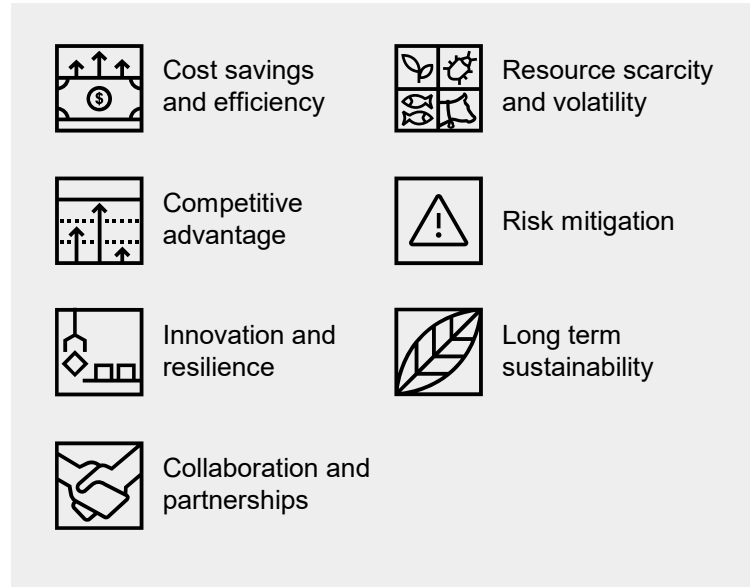 Cost savings
and efficiency
Resource scarcity
and volatility
Competitive
advantage
Risk mitigation
Innovation and
resilience
Long term
sustainability
Collaboration and
partnerships
$